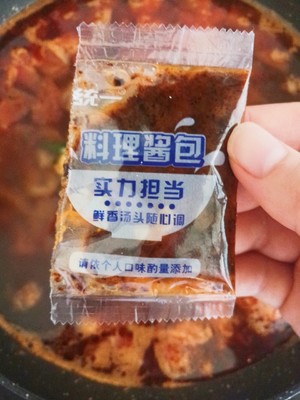 统一
料理酱包
实力担当
鲜香汤头随心调
请依个人口味酌量添加